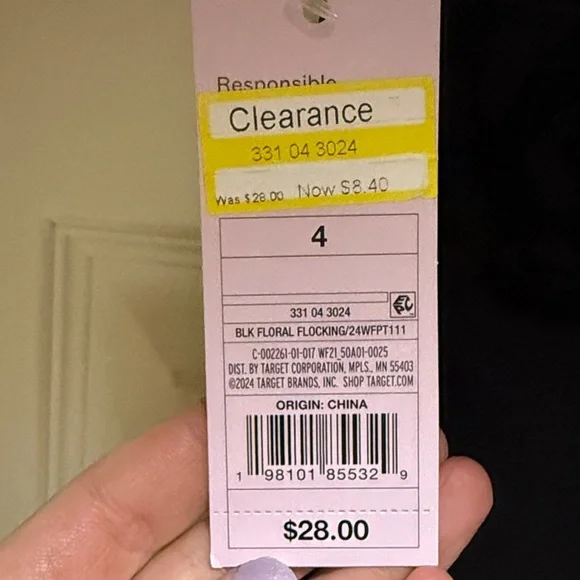 Responsible
Clearance
331 04 3024
Was $28.00 Now $8.40
4
331 04 3024
BLK FLORAL FLOCKING/24WFPT111
C-002261-01-017 WF21_50A01-0025
DIST. BY TARGET CORPORATION, MPLS., MN 55403
©2024 TARGET BRANDS, INC. SHOP TARGET.COM
ORIGIN: CHINA
1 98101 85532 9
$28.00